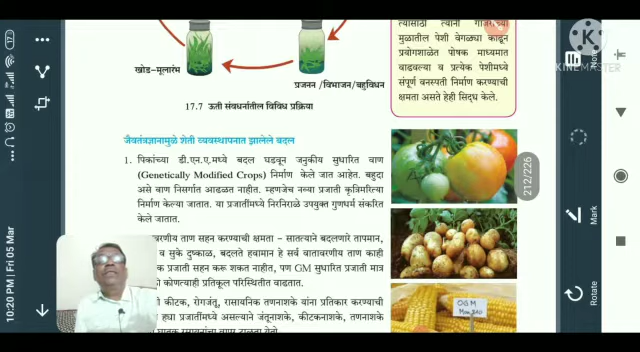 त्यासाठी त्यांनी गाजराच्या
मुळातील पेशी वेगळ्या काढून
प्रयोगशाळेत पोषक माध्यमात
वाढवल्या व प्रत्येक पेशीमध्ये
संपूर्ण वनस्पती निर्माण करण्याची
क्षमता असते हेही सिद्ध केले.
खोड-मूलारंभ
प्रजनन /विभाजन/बहुविधन
17.7 ऊती संवर्धनातील विविध प्रक्रिया
जैवतंत्रज्ञानामुळे शेती व्यवस्थापनात झालेले बदल
1. पिकांच्या डी.एन.ए.मध्ये बदल घडवून जनुकीय सुधारित वाण
(Genetically Modified Crops) निर्माण केले जात आहेत. बहुदा
असे वाण निसर्गात आढळत नाहीत. म्हणजेच नव्या प्रजाती कृत्रिमरित्या
निर्माण केल्या जातात. या प्रजातींमध्ये निरनिराळे उपयुक्त गुणधर्म संकरित
केले जातात.
वरणीय ताण सहन करण्याची क्षमता - सातत्याने बदलणारे तापमान,
व सुके दुष्काळ, बदलते हवामान हे सर्व वातावरणीय ताण काही
क प्रजाती सहन करू शकत नाहीत, पण GM सुधारित प्रजाती मात्र
कोणत्याही प्रतिकूल परिस्थितीत वाढतात.
कीटक, रोगजंतू, रासायनिक तणनाशके यांना प्रतिकार करण्याची
ह्या प्रजातींमध्ये असल्याने जंतूनाशके, कीटकनाशके, तणनाशके
OGM
Mon 810
KINEMASTER
212/226
Mark
Rotate
10:20 PM | Fri 05 Mar